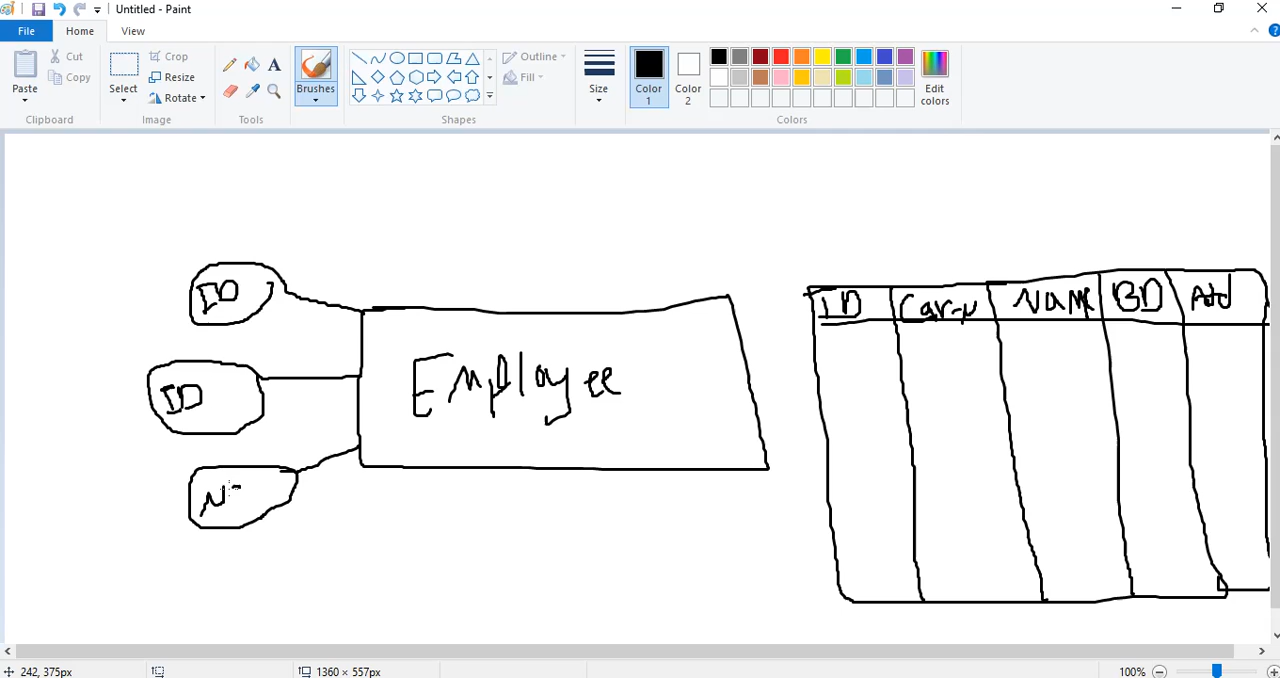 Untitled - Paint
File
Home
View
Paste
Cut
Copy
Clipboard
Select
Crop
Resize
Rotate
Image
Tools
Brushes
Shapes
Outline
Fill
Size
Color 1
Color 2
Edit colors
Colors
ID
Employee
ID
N
ID Car-N Name BD Add
242, 375px
1360 × 557px
100%